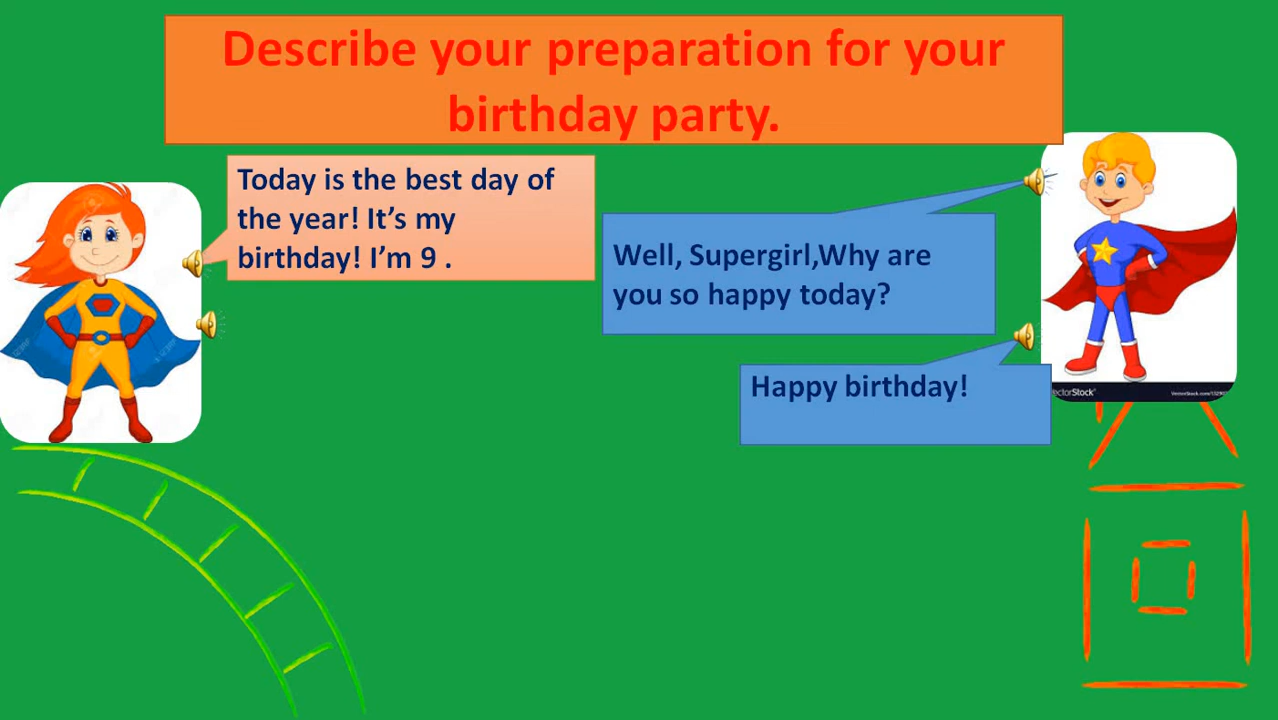 Describe your preparation for your
birthday party.
Today is the best day of
the year! It's my
birthday! I'm 9 .
Well, Supergirl,Why are
you so happy today?
Happy birthday!
VectorStock®